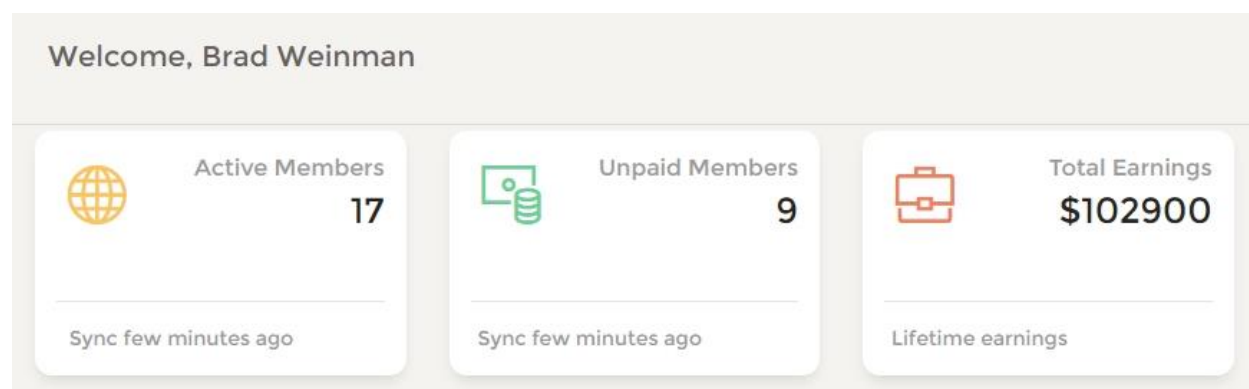 Welcome, Brad Weinman
Active Members
17
Sync few minutes ago
Unpaid Members
9
Sync few minutes ago
Total Earnings
$102900
Lifetime earnings